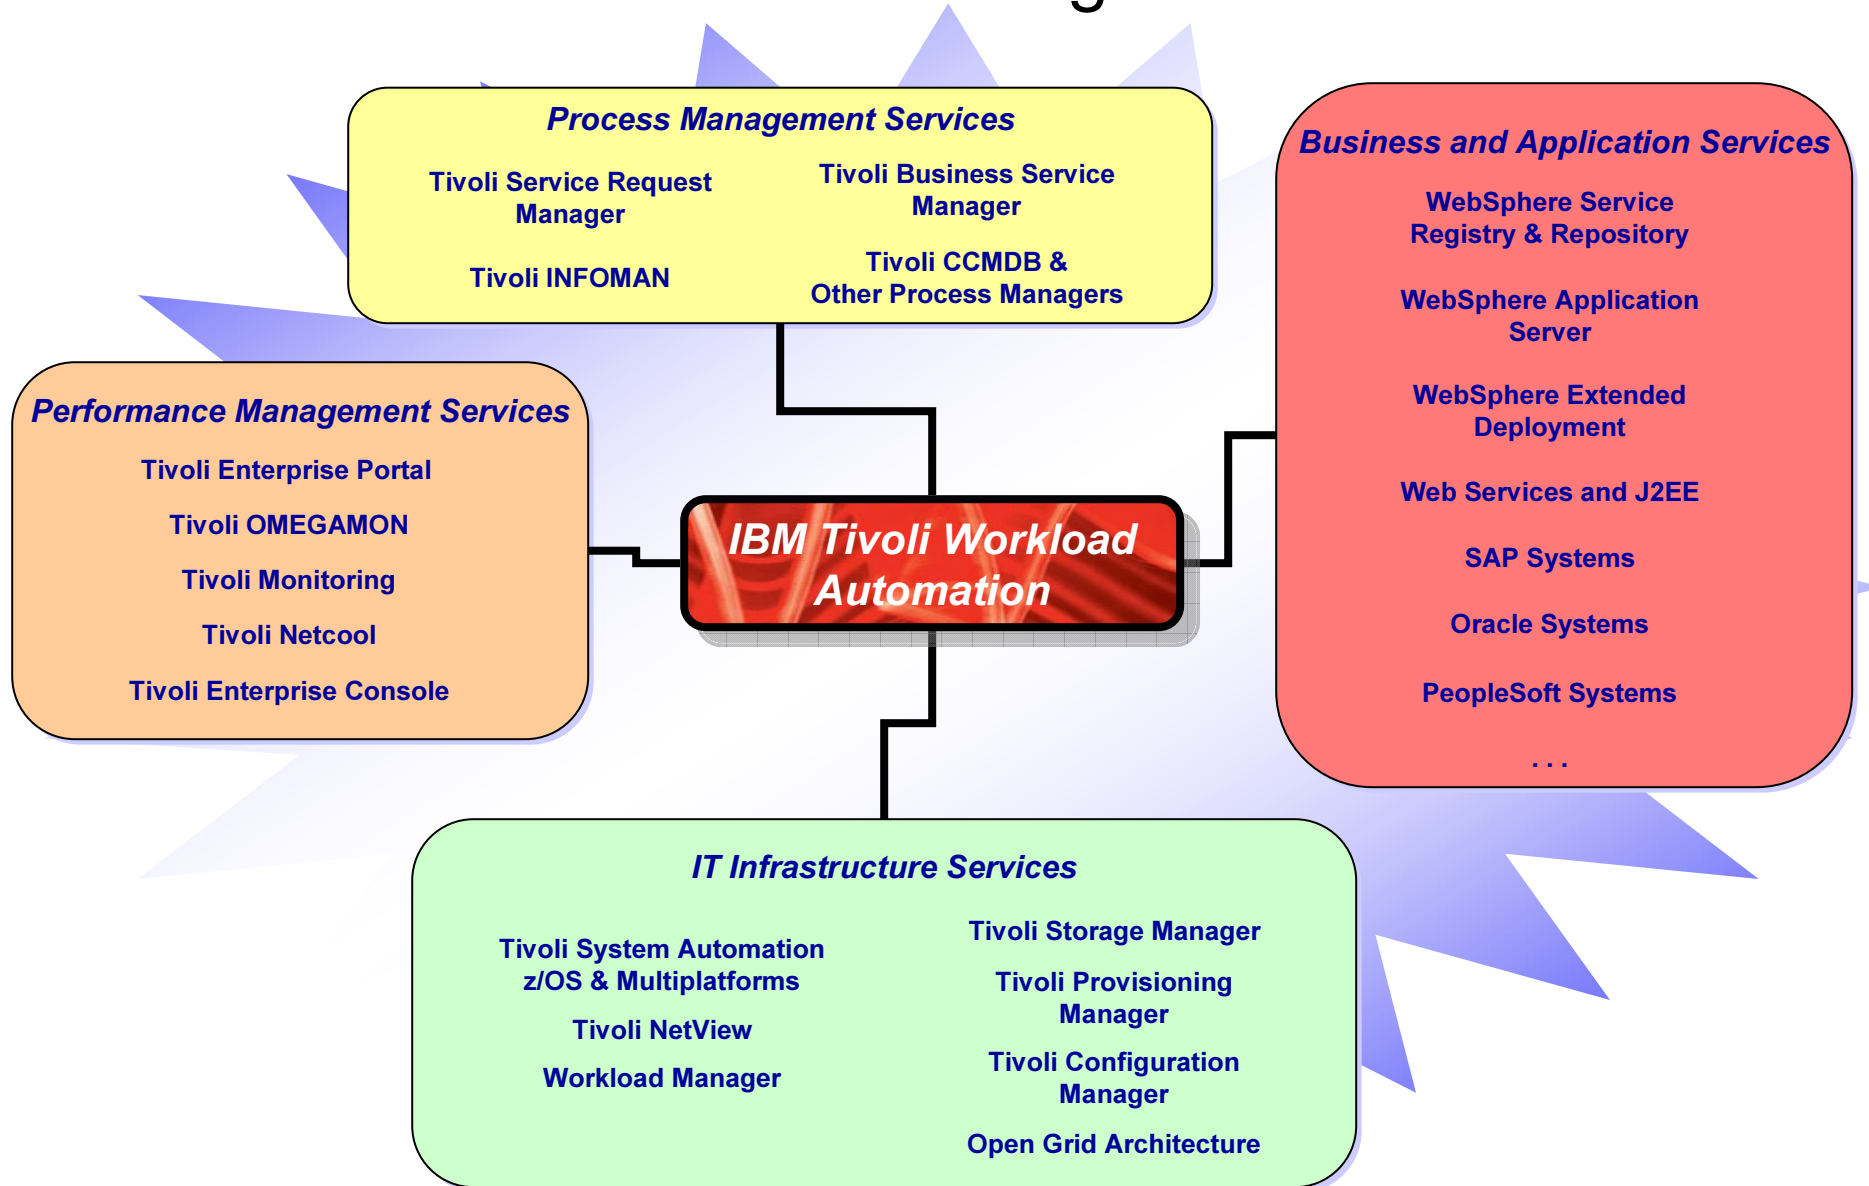 Process Management Services
Tivoli Service Request
Manager
Tivoli INFOMAN
Tivoli Business Service
Manager
Tivoli CCMDB &
Other Process Managers
Business and Application Services
WebSphere Service
Registry & Repository
WebSphere Application
Server
WebSphere Extended
Deployment
Web Services and J2EE
SAP Systems
Oracle Systems
PeopleSoft Systems
. . .
Performance Management Services
Tivoli Enterprise Portal
Tivoli OMEGAMON
Tivoli Monitoring
Tivoli Netcool
Tivoli Enterprise Console
IBM Tivoli Workload
Automation
IT Infrastructure Services
Tivoli System Automation
z/OS & Multiplatforms
Tivoli NetView
Workload Manager
Tivoli Storage Manager
Tivoli Provisioning
Manager
Tivoli Configuration
Manager
Open Grid Architecture